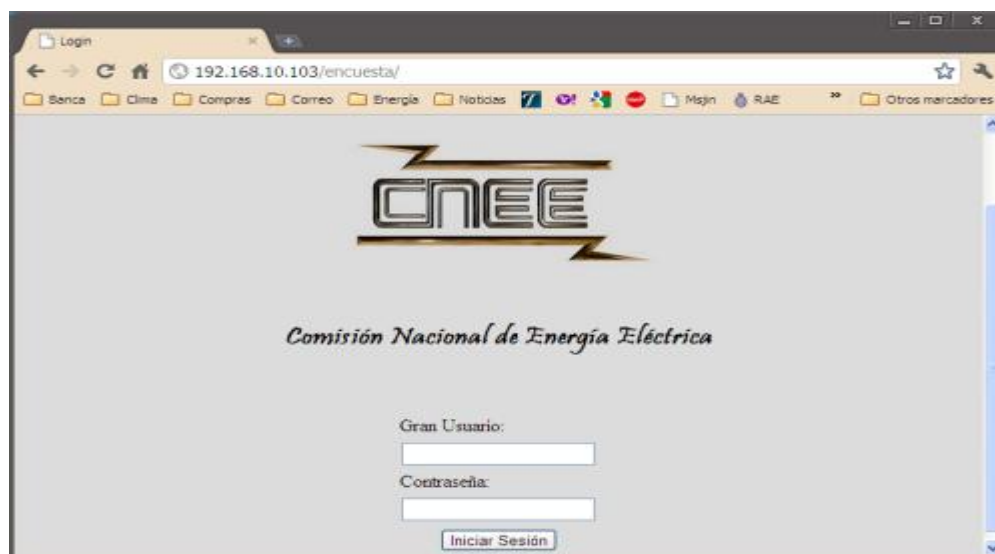 Login
192.168.10.103/encuesta/
Banca Clima Compras Correo Energía Noticias Msjin RAE » Otros marcadores
CNEE
Comisión Nacional de Energía Eléctrica
Gran Usuario:
Contraseña:
Iniciar Sesión